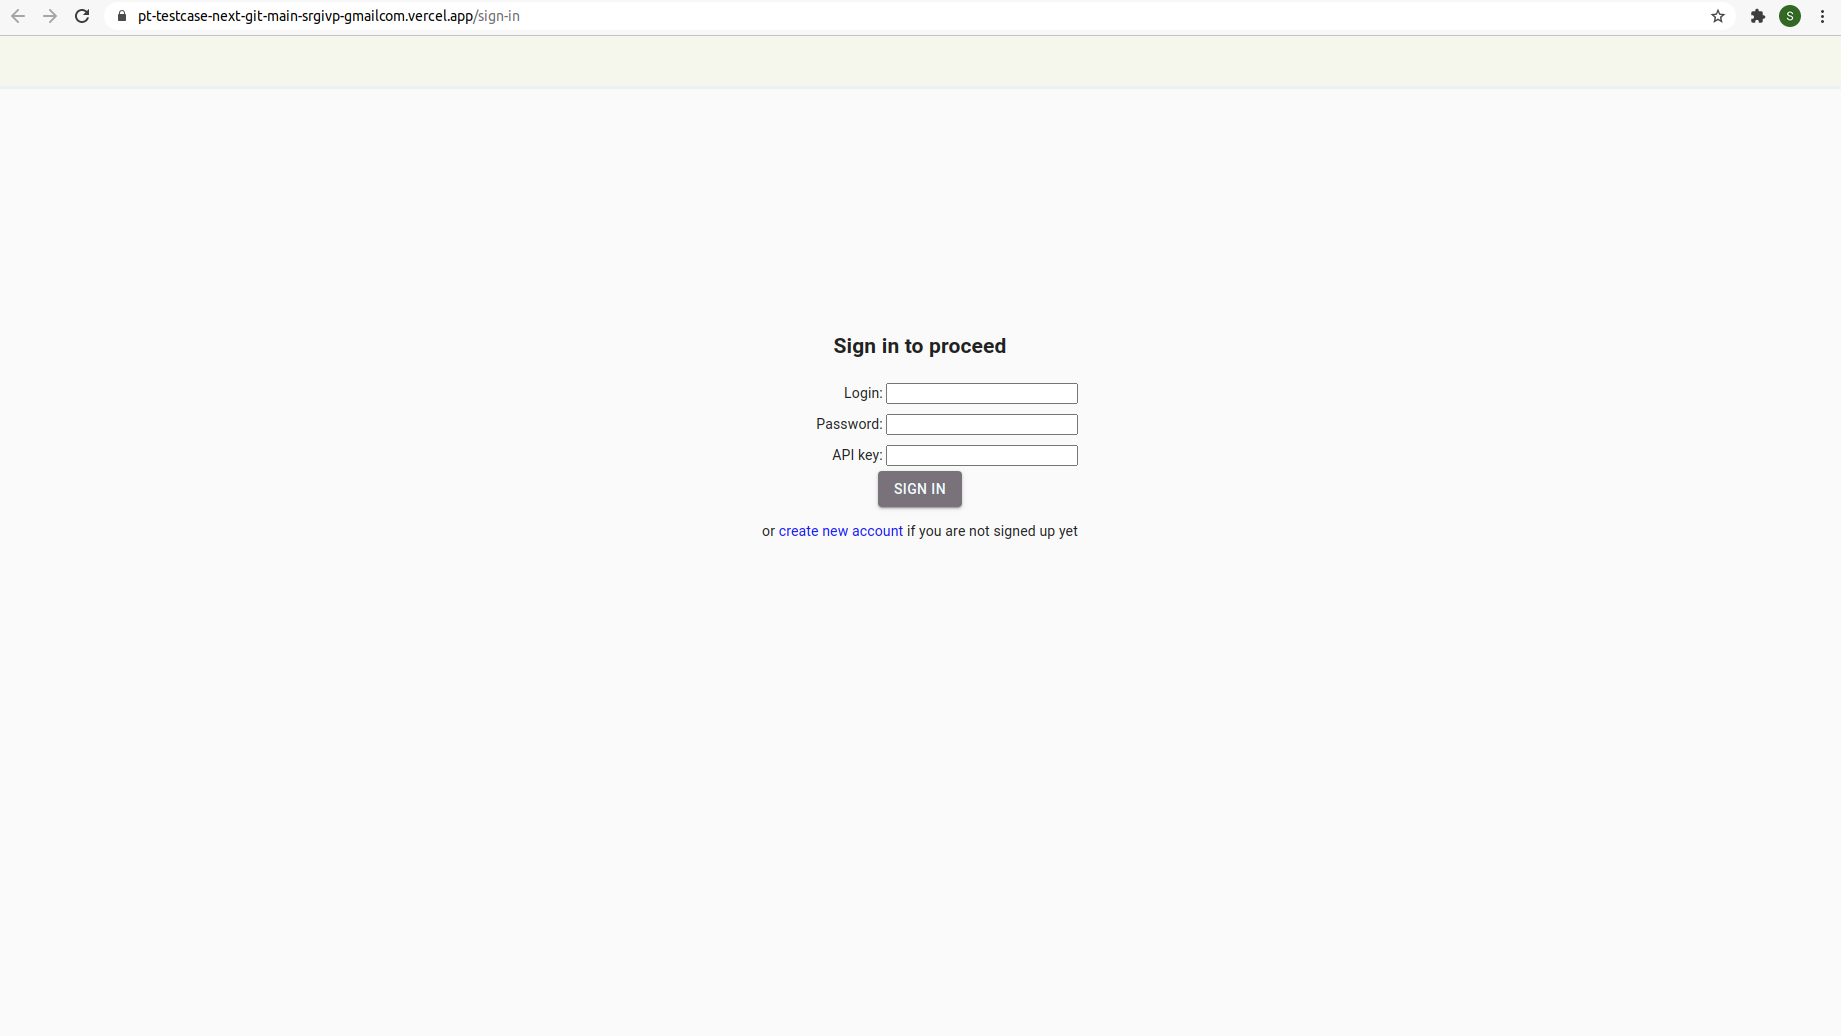 pt-testcase-next-git-main-srgivp-gmailcom.vercel.app/sign-in
S
Sign in to proceed
Login:
Password:
API key:
SIGN IN
or create new account if you are not signed up yet